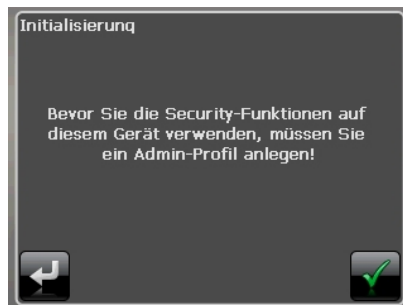 Initialisierung
Bevor Sie die Security-Funktionen auf
diesem Gerät verwenden, müssen Sie
ein Admin-Profil anlegen!